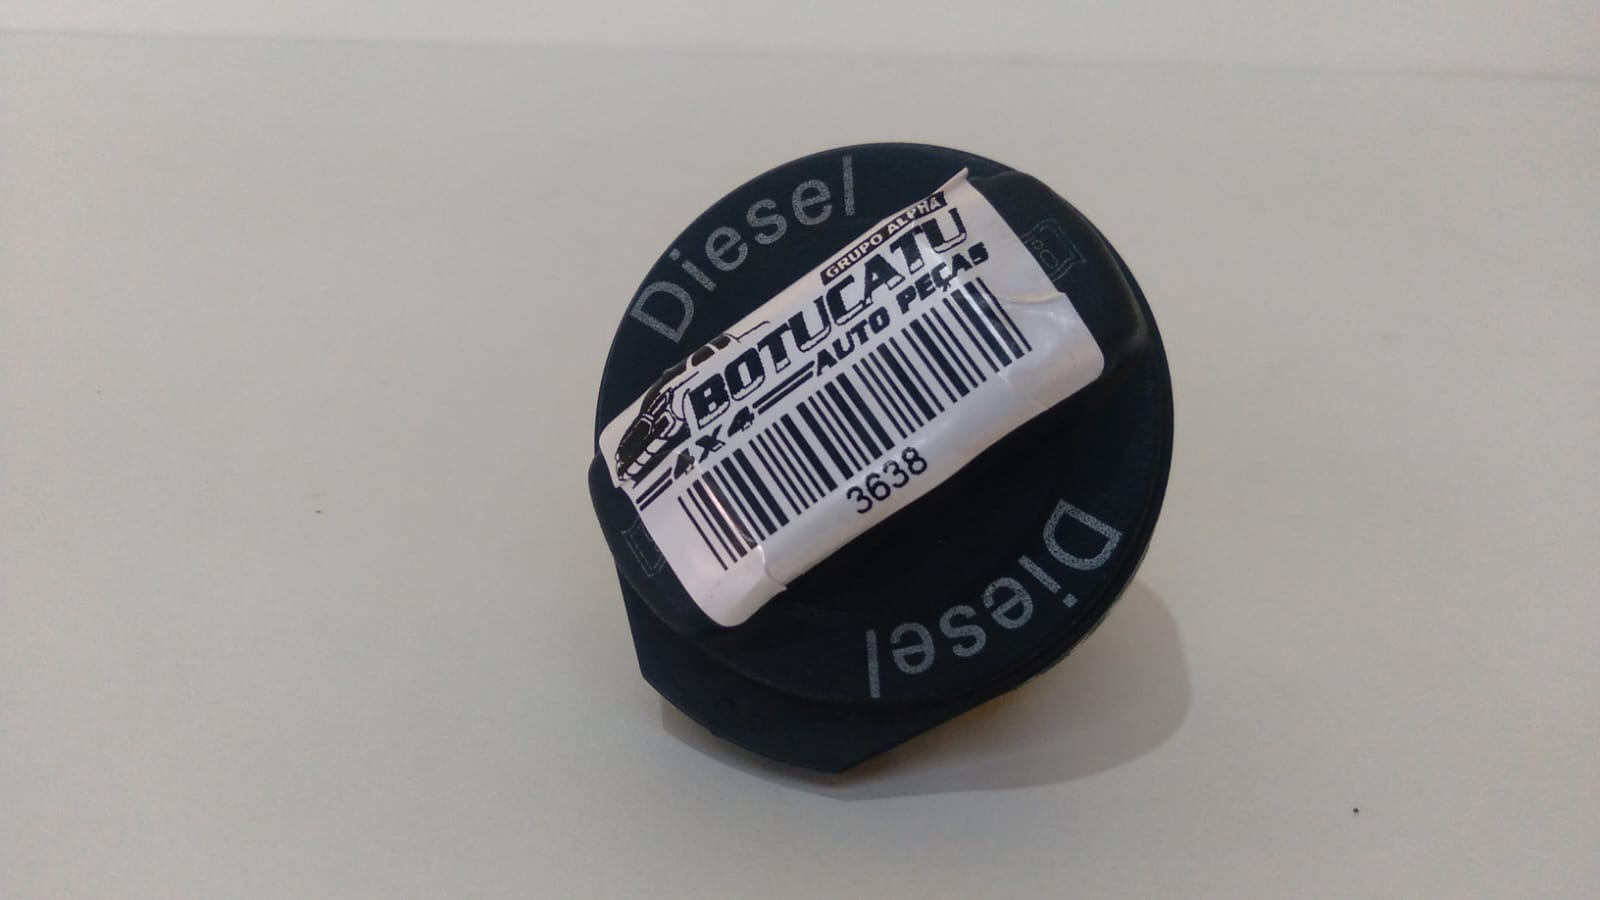 Diesel
GRUPO ALPHA
BOTUCATU
4X4 AUTO PEÇAS
3638
Diesel